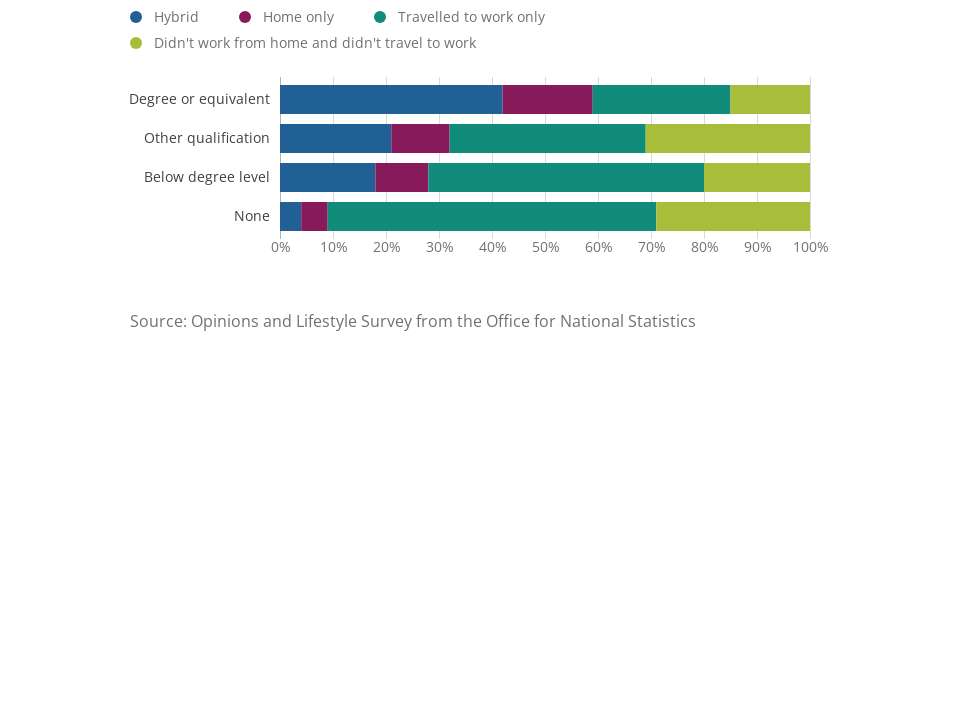 Hybrid Home only Travelled to work only
Didn't work from home and didn't travel to work
Degree or equivalent
Other qualification
Below degree level
None
0% 10% 20% 30% 40% 50% 60% 70% 80% 90% 100%
Source: Opinions and Lifestyle Survey from the Office for National Statistics